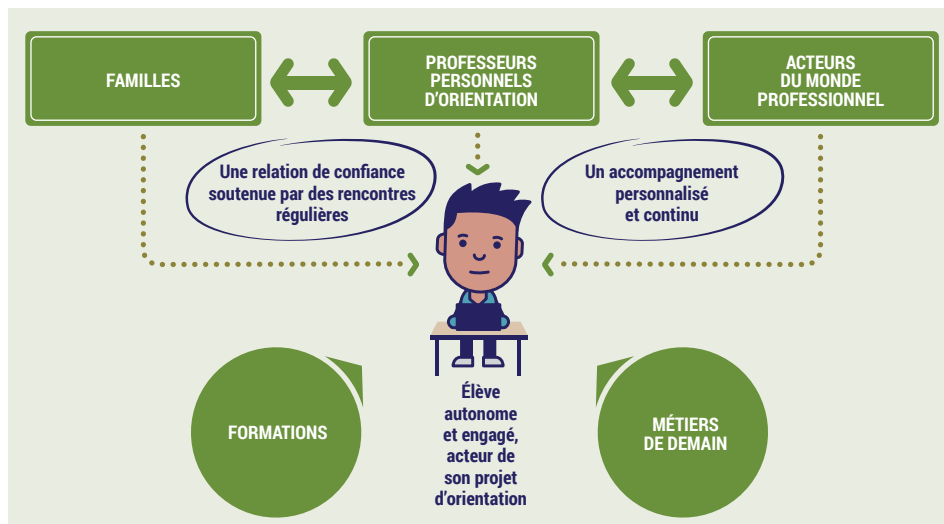 FAMILLES
PROFESSEURS
PERSONNELS
D'ORIENTATION
ACTEURS
DU MONDE
PROFESSIONNEL
Une relation de confiance
soutenue par des rencontres
régulières
Un accompagnement
personnalisé
et continu
Élève
autonome
et engagé,
acteur de
son projet
d'orientation
FORMATIONS
MÉTIERS
DE DEMAIN